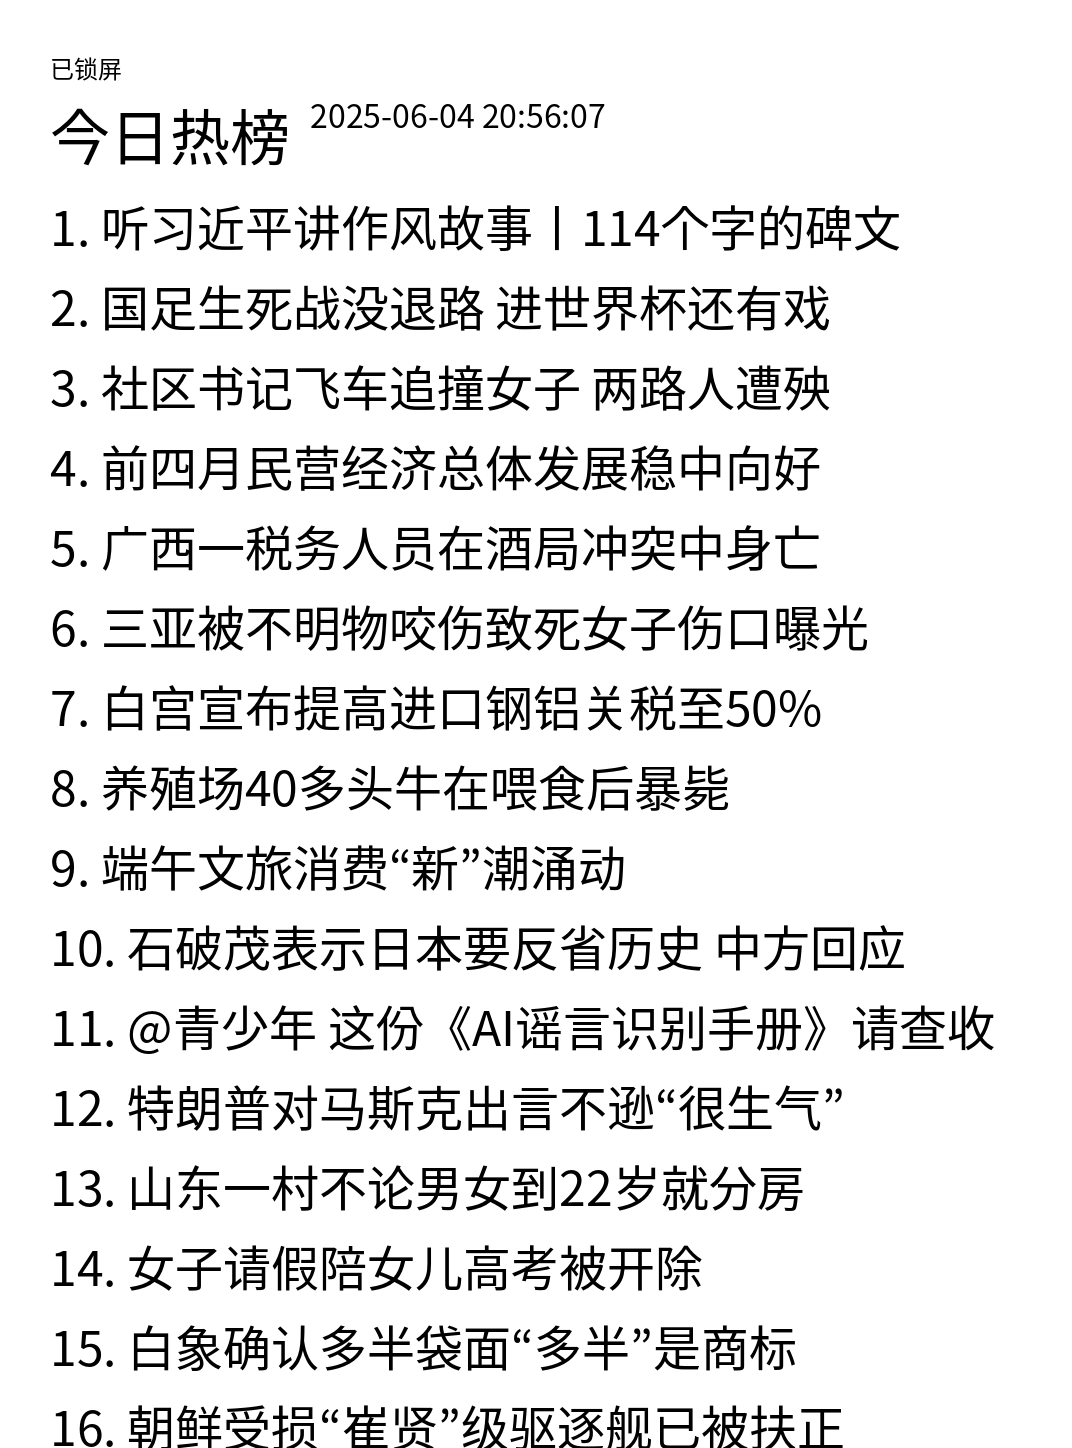 已锁屏
今日热榜 2025-06-04 20:56:07
1. 听习近平讲作风故事丨114个字的碑文
2. 国足生死战没退路 进世界杯还有戏
3. 社区书记飞车追撞女子 两路人遭殃
4. 前四月民营经济总体发展稳中向好
5. 广西一税务人员在酒局冲突中身亡
6. 三亚被不明物咬伤致死女子伤口曝光
7. 白宫宣布提高进口钢铝关税至50%
8. 养殖场40多头牛在喂食后暴毙
9. 端午文旅消费“新”潮涌动
10. 石破茂表示日本要反省历史 中方回应
11. @青少年 这份《AI谣言识别手册》请查收
12. 特朗普对马斯克出言不逊“很生气”
13. 山东一村不论男女到22岁就分房
14. 女子请假陪女儿高考被开除
15. 白象确认多半袋面“多半”是商标
16. 朝鲜受损“崔贤”级驱逐舰已被扶正